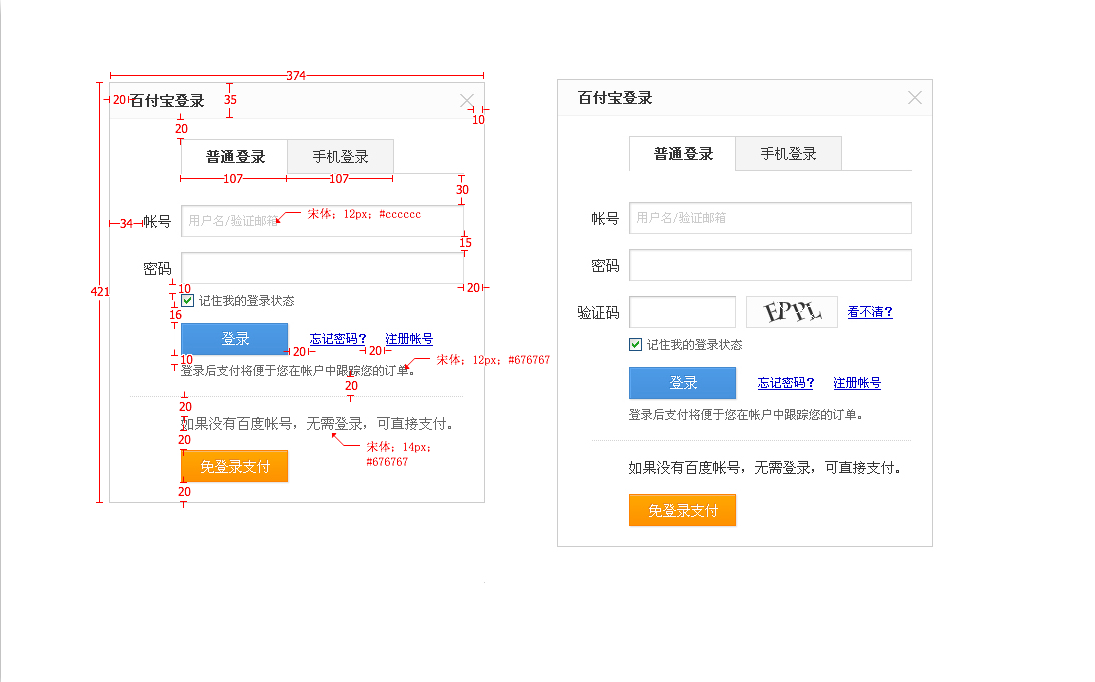 374
20 百付宝登录 35
10
20
普通登录 手机登录
107 107
30
34 帐号 用户名/验证邮箱 宋体；12px；#cccccc
15
密码
421
10 20
记住我的登录状态
16
登录 20 忘记密码? 20 注册帐号
10 宋体；12px；#676767
登录后支付将便于您在帐户中跟踪您的订单。
20
20
如果没有百度帐号，无需登录，可直接支付。
20 宋体；14px；
#676767
免登录支付
20
百付宝登录
普通登录 手机登录
帐号 用户名/验证邮箱
密码
验证码 EPPL 看不清?
记住我的登录状态
登录 忘记密码? 注册帐号
登录后支付将便于您在帐户中跟踪您的订单。
如果没有百度帐号，无需登录，可直接支付。
免登录支付